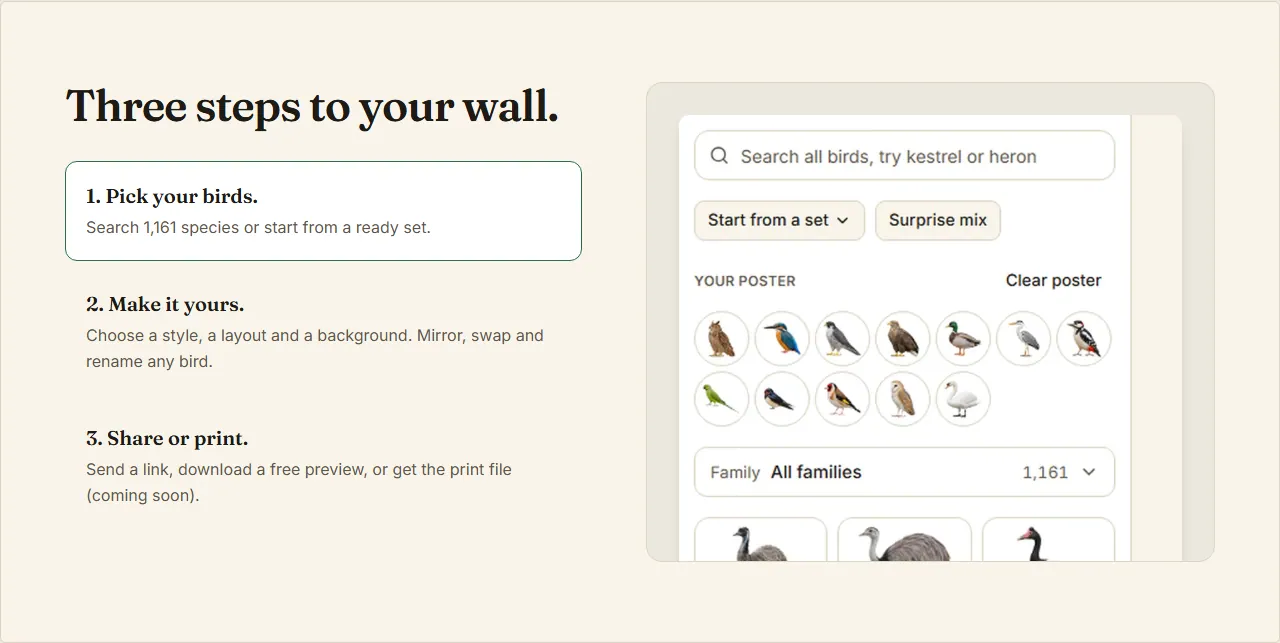 Three steps to your wall.
1. Pick your birds.
Search 1,161 species or start from a ready set.
2. Make it yours.
Choose a style, a layout and a background. Mirror, swap and
rename any bird.
3. Share or print.
Send a link, download a free preview, or get the print file
(coming soon).
Search all birds, try kestrel or heron
Start from a set Surprise mix
YOUR POSTER Clear poster
Family All families 1,161